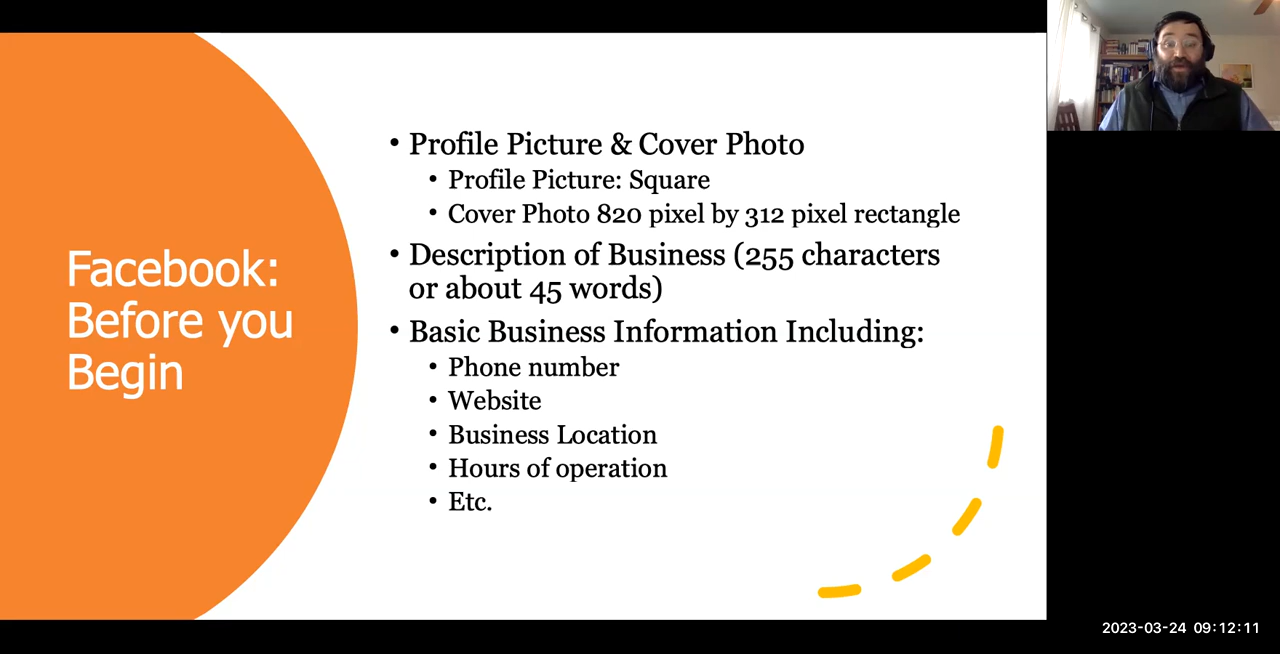 Facebook:
Before you
Begin
• Profile Picture & Cover Photo
• Profile Picture: Square
• Cover Photo 820 pixel by 312 pixel rectangle
• Description of Business (255 characters
or about 45 words)
• Basic Business Information Including:
• Phone number
• Website
• Business Location
• Hours of operation
• Etc.
2023-03-24 09:12:11